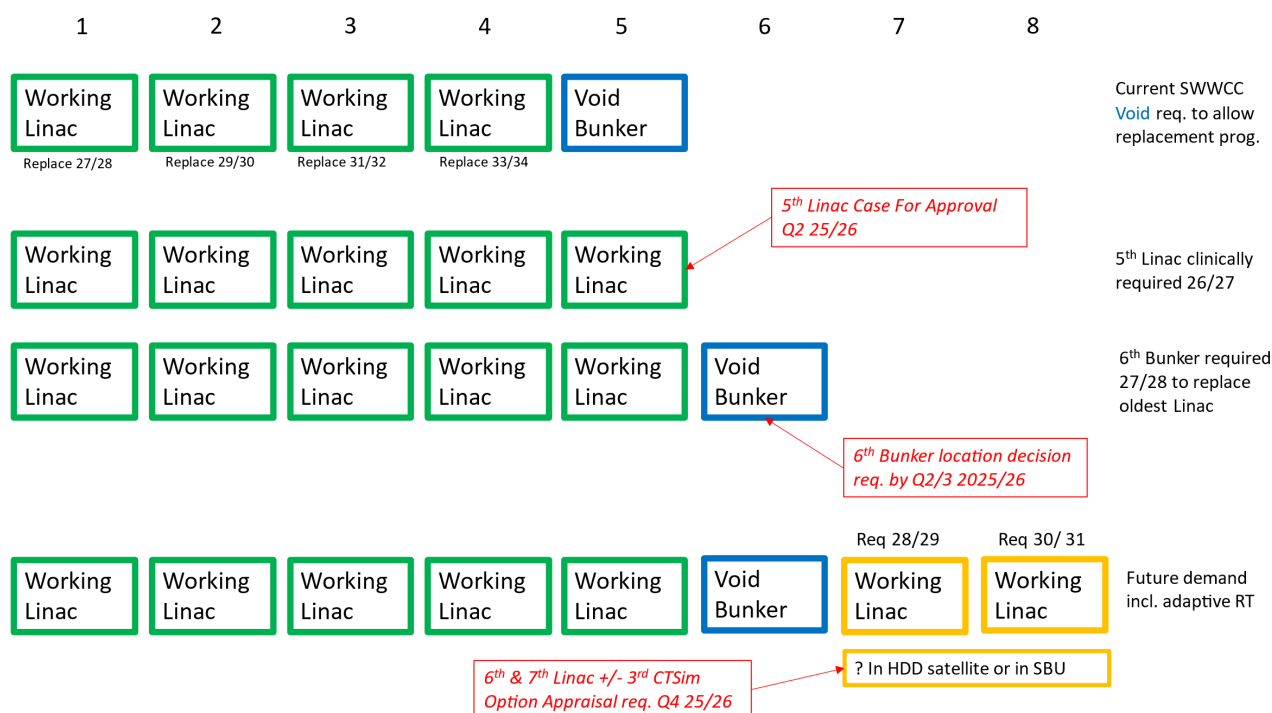 1 2 3 4 5 6 7 8
Working Working Working Working Void
Linac Linac Linac Linac Bunker
Replace 27/28 Replace 29/30 Replace 31/32 Replace 33/34
Current SWWCC
Void req. to allow
replacement prog.
5th Linac Case For Approval
Q2 25/26
Working Working Working Working Working
Linac Linac Linac Linac Linac
5th Linac clinically
required 26/27
Working Working Working Working Working Void
Linac Linac Linac Linac Linac Bunker
6th Bunker required
27/28 to replace
oldest Linac
6th Bunker location decision
req. by Q2/3 2025/26
Req 28/29 Req 30/ 31
Working Working Working Working Working Void Working Working
Linac Linac Linac Linac Linac Bunker Linac Linac
Future demand
incl. adaptive RT
? In HDD satellite or in SBU
6th & 7th Linac +/- 3rd CTSim
Option Appraisal req. Q4 25/26